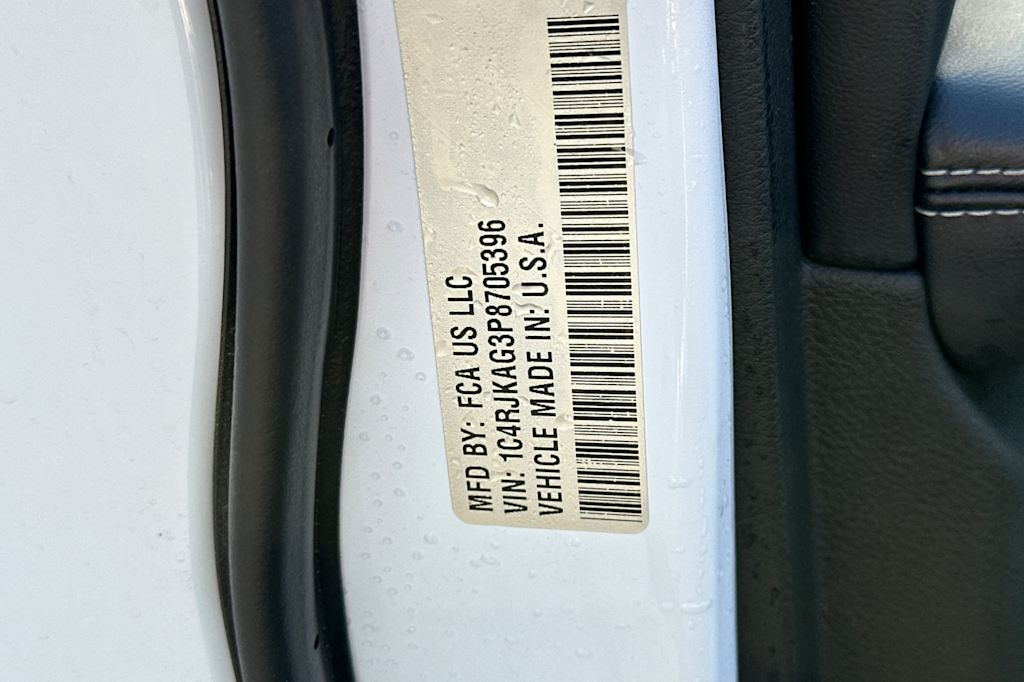 MFD BY: FCA US LLC
VIN: 1C4RJKAG3P8705396
VEHICLE MADE IN: U.S.A.